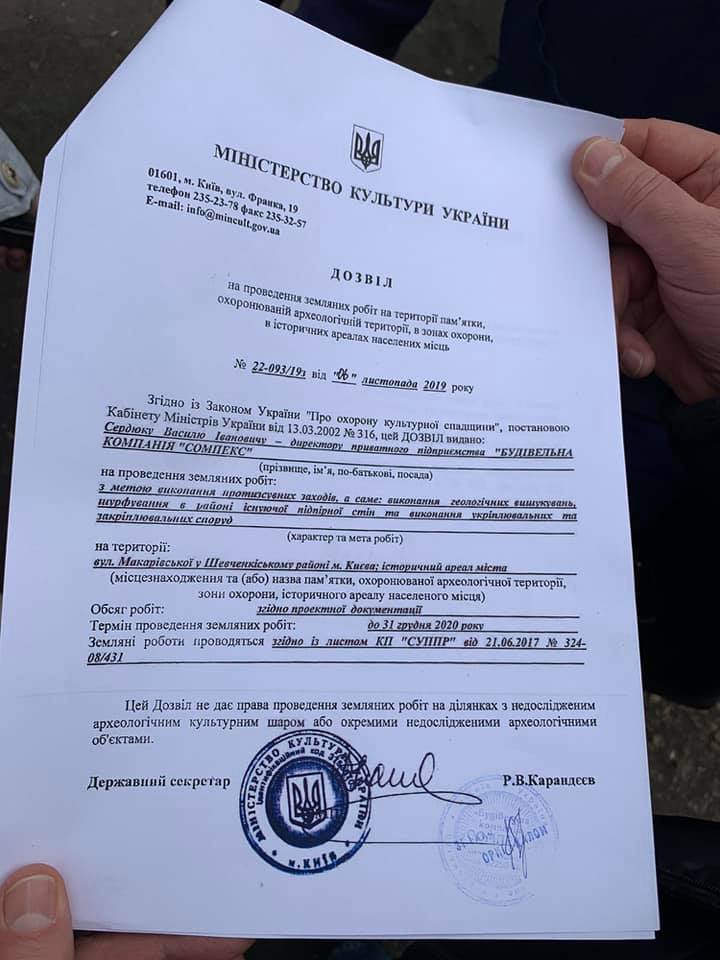 МІНІСТЕРСТВО КУЛЬТУРИ УКРАЇНИ
01601, м. Київ, вул. Франка, 19
телефон 235-23-78 факс 235-32-57
E-mail: info@mincult.gov.ua
ДОЗВІЛ
на проведення земляних робіт на території пам'ятки,
охоронюваній археологічній території, в зонах охорони,
в історичних ареалах населених місць
№ 22-093/19з від "06" листопада 2019 року
Згідно із Законом України "Про охорону культурної спадщини", постановою
Кабінету Міністрів України від 13.03.2002 № 316, цей ДОЗВІЛ видано:
Сердюку Василю Івановичу – директору приватного підприємства "БУДІВЕЛЬНА
КОМПАНІЯ "СОМПЕКС"
(прізвище, ім'я, по-батькові, посада)
на проведення земляних робіт:
з метою виконання протизсувних заходів, а саме: виконання геологічних вишукувань,
шурфування в районі існуючої підпірної стін та виконання укріплювальних та
закріплювальних споруд
(характер та мета робіт)
на території:
вул. Макарівської у Шевченкіському районі м. Києва; історичний ареал міста
(місцезнаходження та (або) назва пам'ятки, охоронюваної археологічної території,
зони охорони, історичного ареалу населеного місця)
Обсяг робіт: згідно проектної документації
Термін проведення земляних робіт: до 31 грудня 2020 року
Земляні роботи проводяться згідно із листом КП "СУППР" від 21.06.2017 № 324-
08/431
Цей Дозвіл не дає права проведення земляних робіт на ділянках з недослідженим
археологічним культурним шаром або окремими недослідженими археологічними
об'єктами.
Державний секретар Р.В.Карандєєв
МІНІСТЕРСТВО КУЛЬТУРИ
Ідентифікаційний код
м. КИЇВ
З ОРИГІНАЛОМ